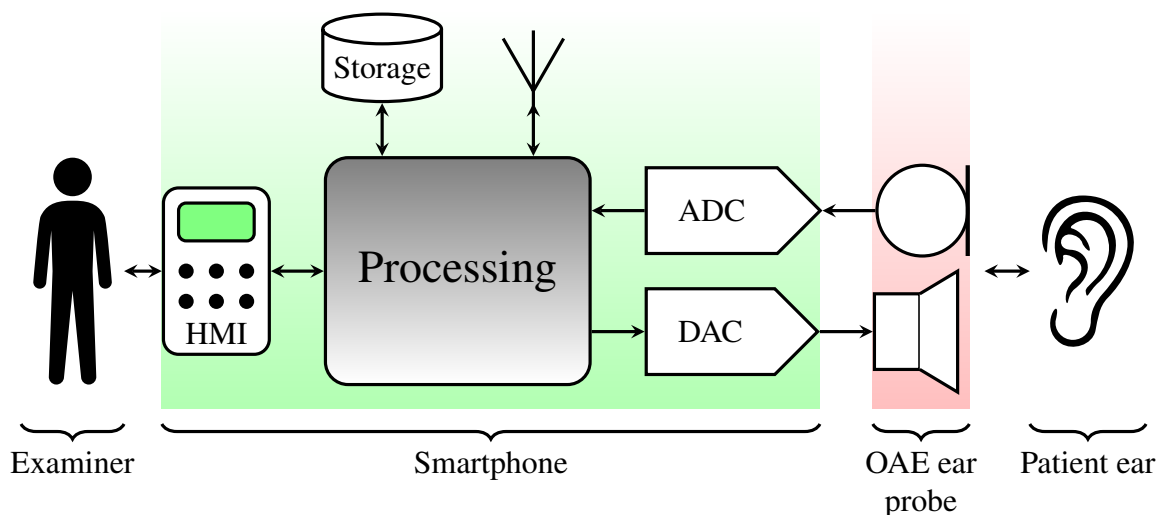 Storage
ADC
Processing
DAC
HMI
Examiner
Smartphone
OAE ear
probe
Patient ear